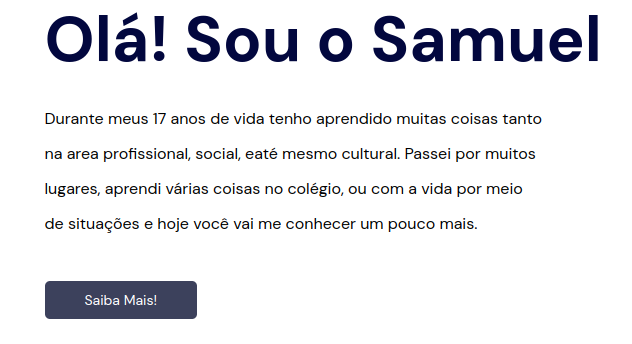 Olá! Sou o Samuel
Durante meus 17 anos de vida tenho aprendido muitas coisas tanto
na area profissional, social, eaté mesmo cultural. Passei por muitos
lugares, aprendi várias coisas no colégio, ou com a vida por meio
de situações e hoje você vai me conhecer um pouco mais.
Saiba Mais!